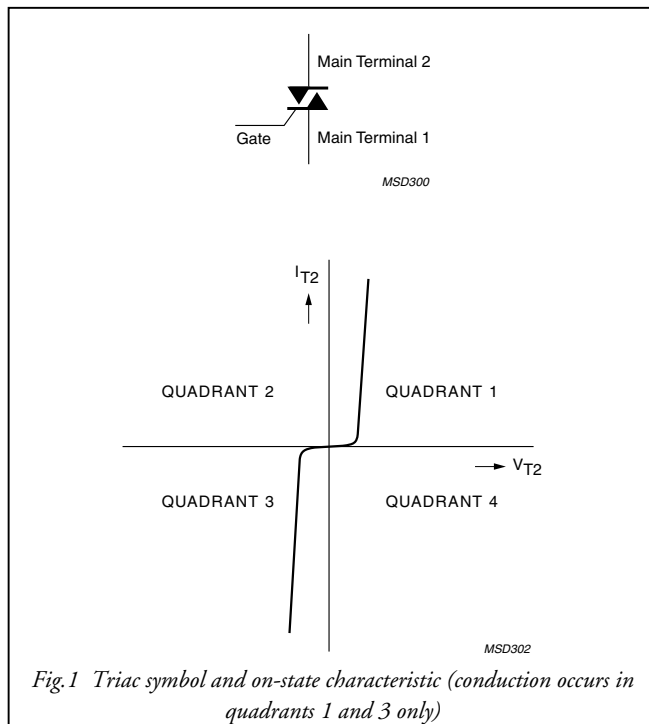 Main Terminal 2
Gate
Main Terminal 1
MSD300
IT2
QUADRANT 2
QUADRANT 1
VT2
QUADRANT 3
QUADRANT 4
MSD302
Fig.1 Triac symbol and on-state characteristic (conduction occurs in
quadrants 1 and 3 only)